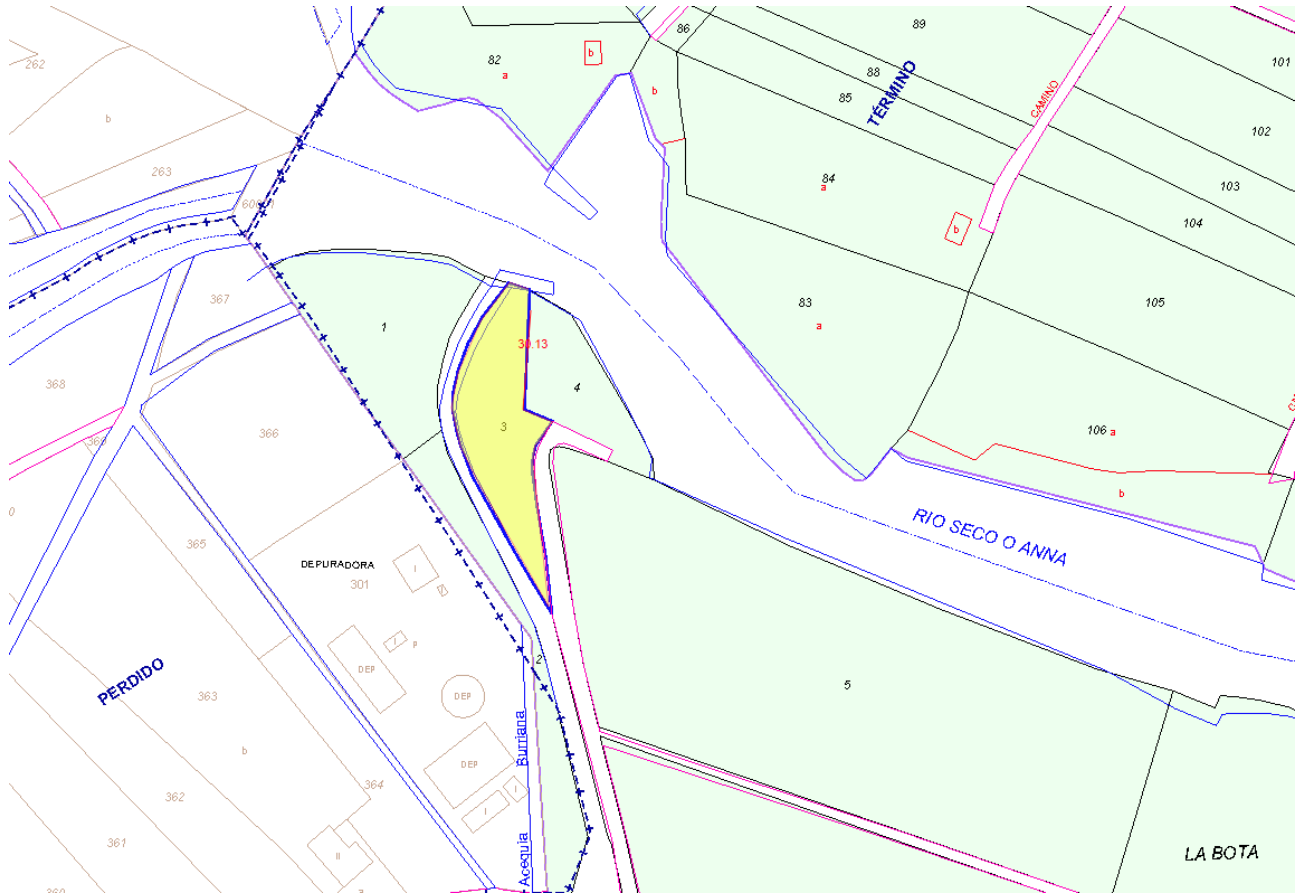 89
86
82
88
101
262
b
b
a
85
TÉRMINO
CAMINO
b
102
263
84
a
103
104
b
367
1
83
105
a
30.13
368
4
3
366
106 a
b
365
RIO SECO O ANNA
DEPURADORA
301
I
I
P
2
DEP
DEP
PERDIDO
363
5
Burriana
b
DEP
364
362
I
I
361
Acequia
LA BOTA
II